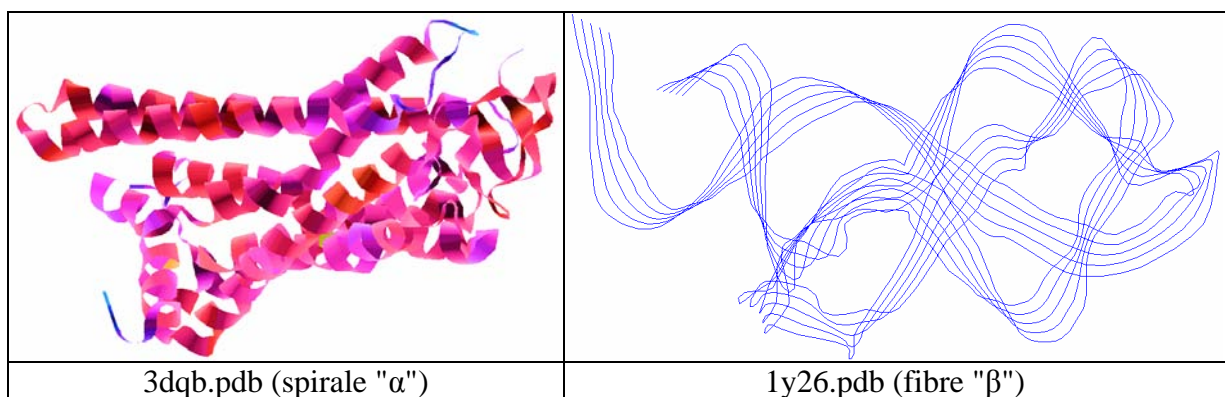 3dqb.pdb (spirale "α")
1y26.pdb (fibre "β")